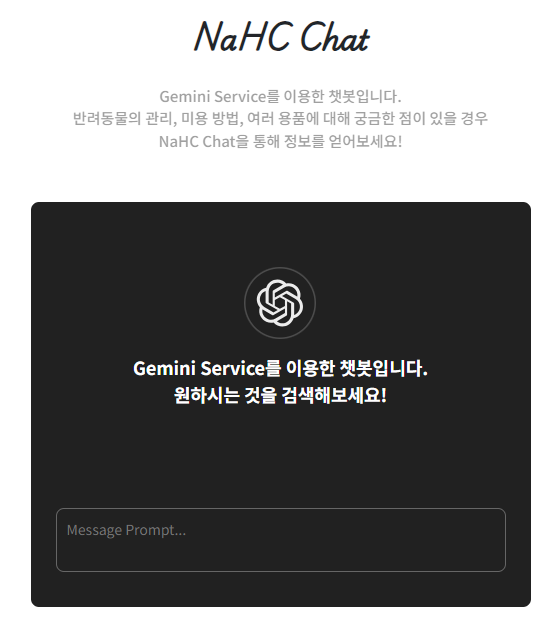 NaHC Chat
Gemini Service를 이용한 챗봇입니다.
반려동물의 관리, 미용 방법, 여러 용품에 대해 궁금한 점이 있을 경우
NaHC Chat을 통해 정보를 얻어보세요!
Gemini Service를 이용한 챗봇입니다.
원하시는 것을 검색해보세요!
Message Prompt...